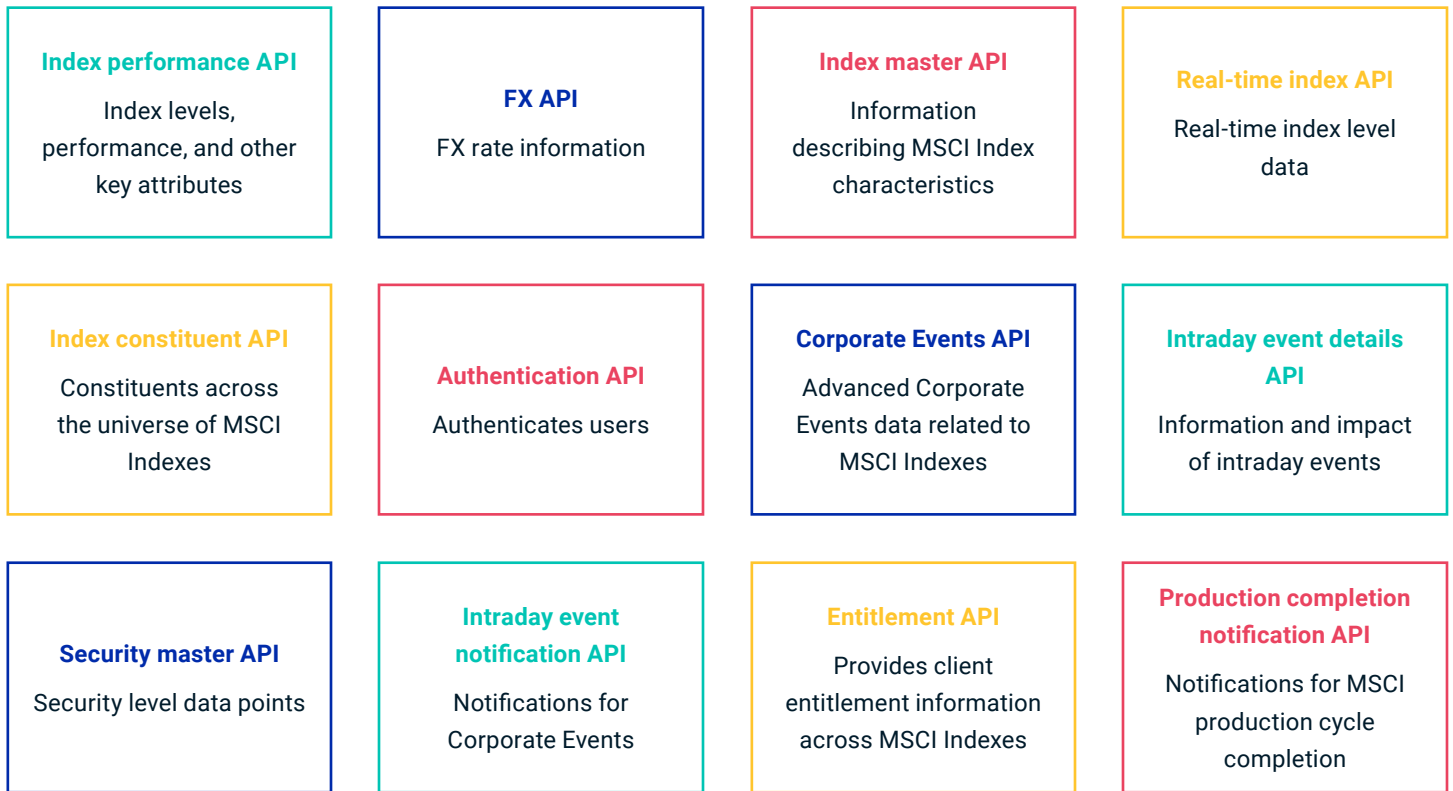 Index performance API
Index levels,
performance, and other
key attributes
FX API
FX rate information
Index master API
Information
describing MSCI Index
characteristics
Real-time index API
Real-time index level
data
Index constituent API
Constituents across
the universe of MSCI
Indexes
Authentication API
Authenticates users
Corporate Events API
Advanced Corporate
Events data related to
MSCI Indexes
Intraday event details
API
Information and impact
of intraday events
Security master API
Security level data points
Intraday event
notification API
Notifications for
Corporate Events
Entitlement API
Provides client
entitlement information
across MSCI Indexes
Production completion
notification API
Notifications for MSCI
production cycle
completion